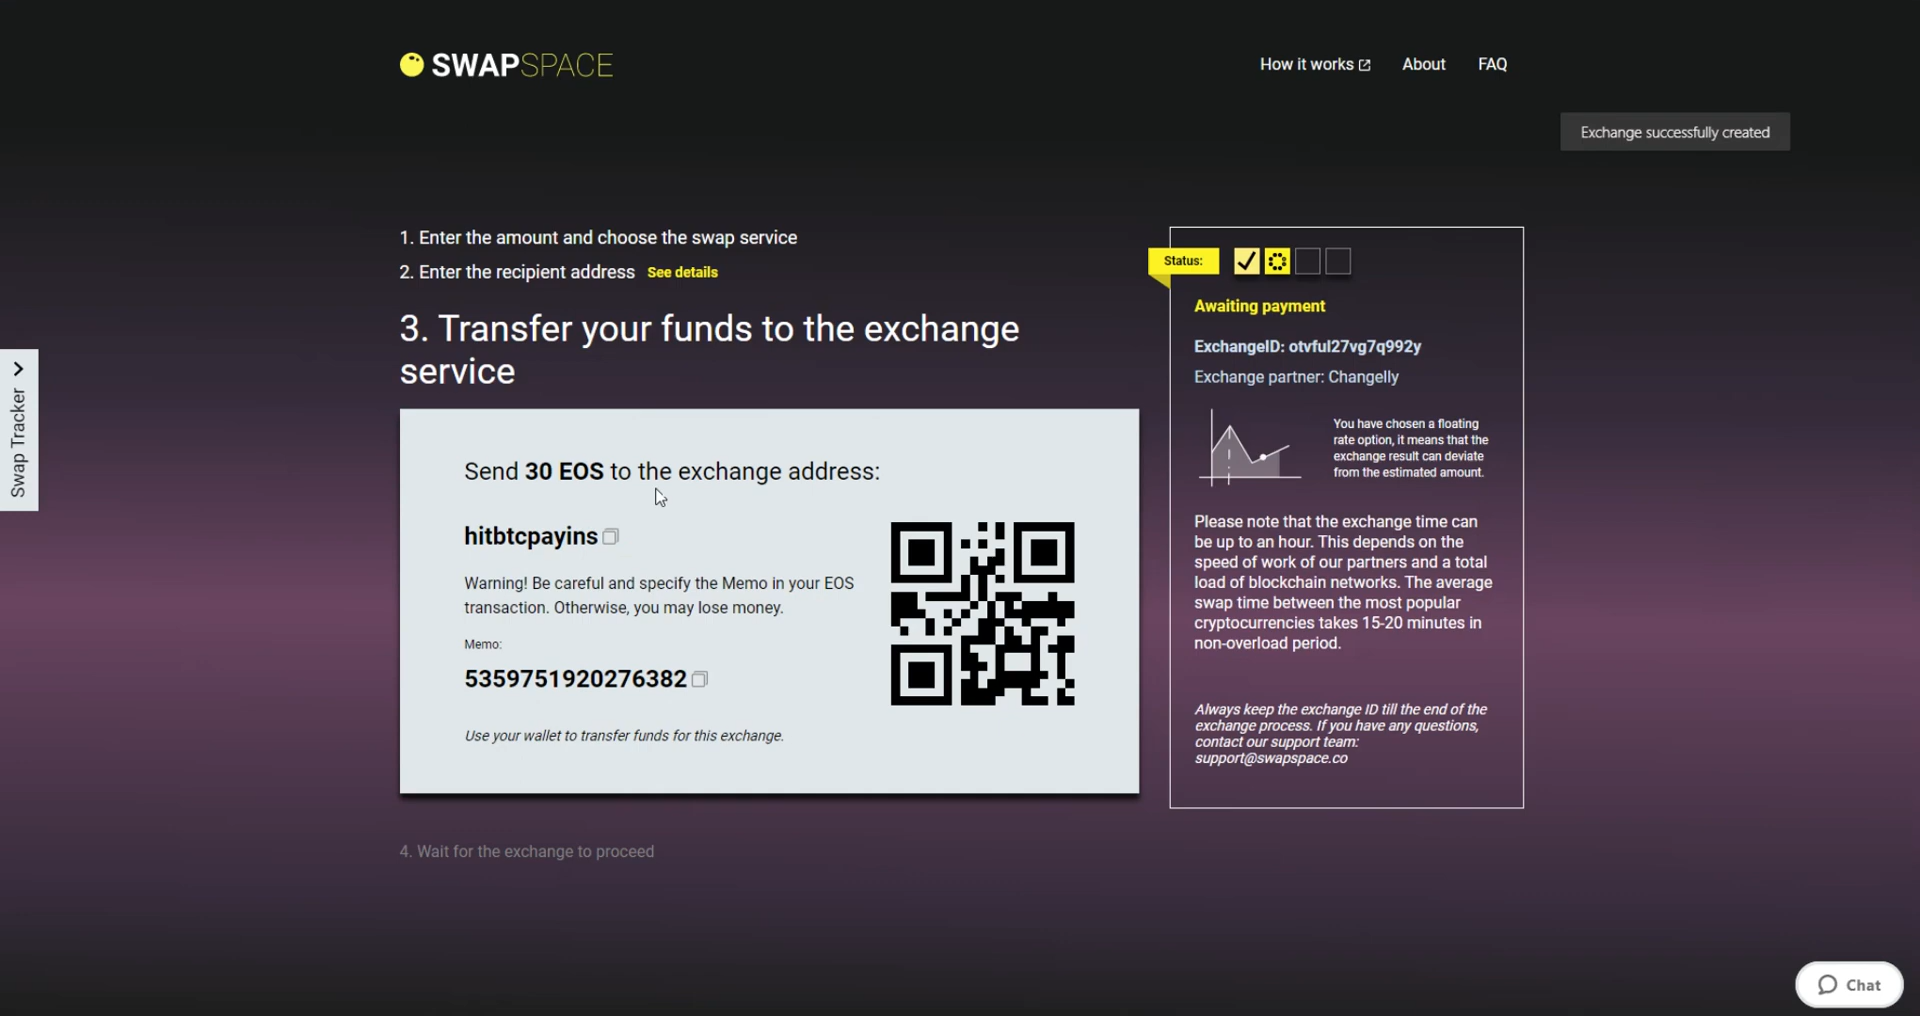 SWAPSPACE
How it works
About
FAQ
Exchange successfully created
1. Enter the amount and choose the swap service
2. Enter the recipient address See details
3. Transfer your funds to the exchange
service
Swap Tracker
Send 30 EOS to the exchange address:
hitbtcpayins
Warning! Be careful and specify the Memo in your EOS
transaction. Otherwise, you may lose money.
Memo:
5359751920276382
Use your wallet to transfer funds for this exchange.
4. Wait for the exchange to proceed
Status:
Awaiting payment
ExchangeID: otvful27vg7q992y
Exchange partner: Changelly
You have chosen a floating
rate option, it means that the
exchange result can deviate
from the estimated amount.
Please note that the exchange time can
be up to an hour. This depends on the
speed of work of our partners and a total
load of blockchain networks. The average
swap time between the most popular
cryptocurrencies takes 15-20 minutes in
non-overload period.
Always keep the exchange ID till the end of the
exchange process. If you have any questions,
contact our support team:
support@swapspace.co
Chat